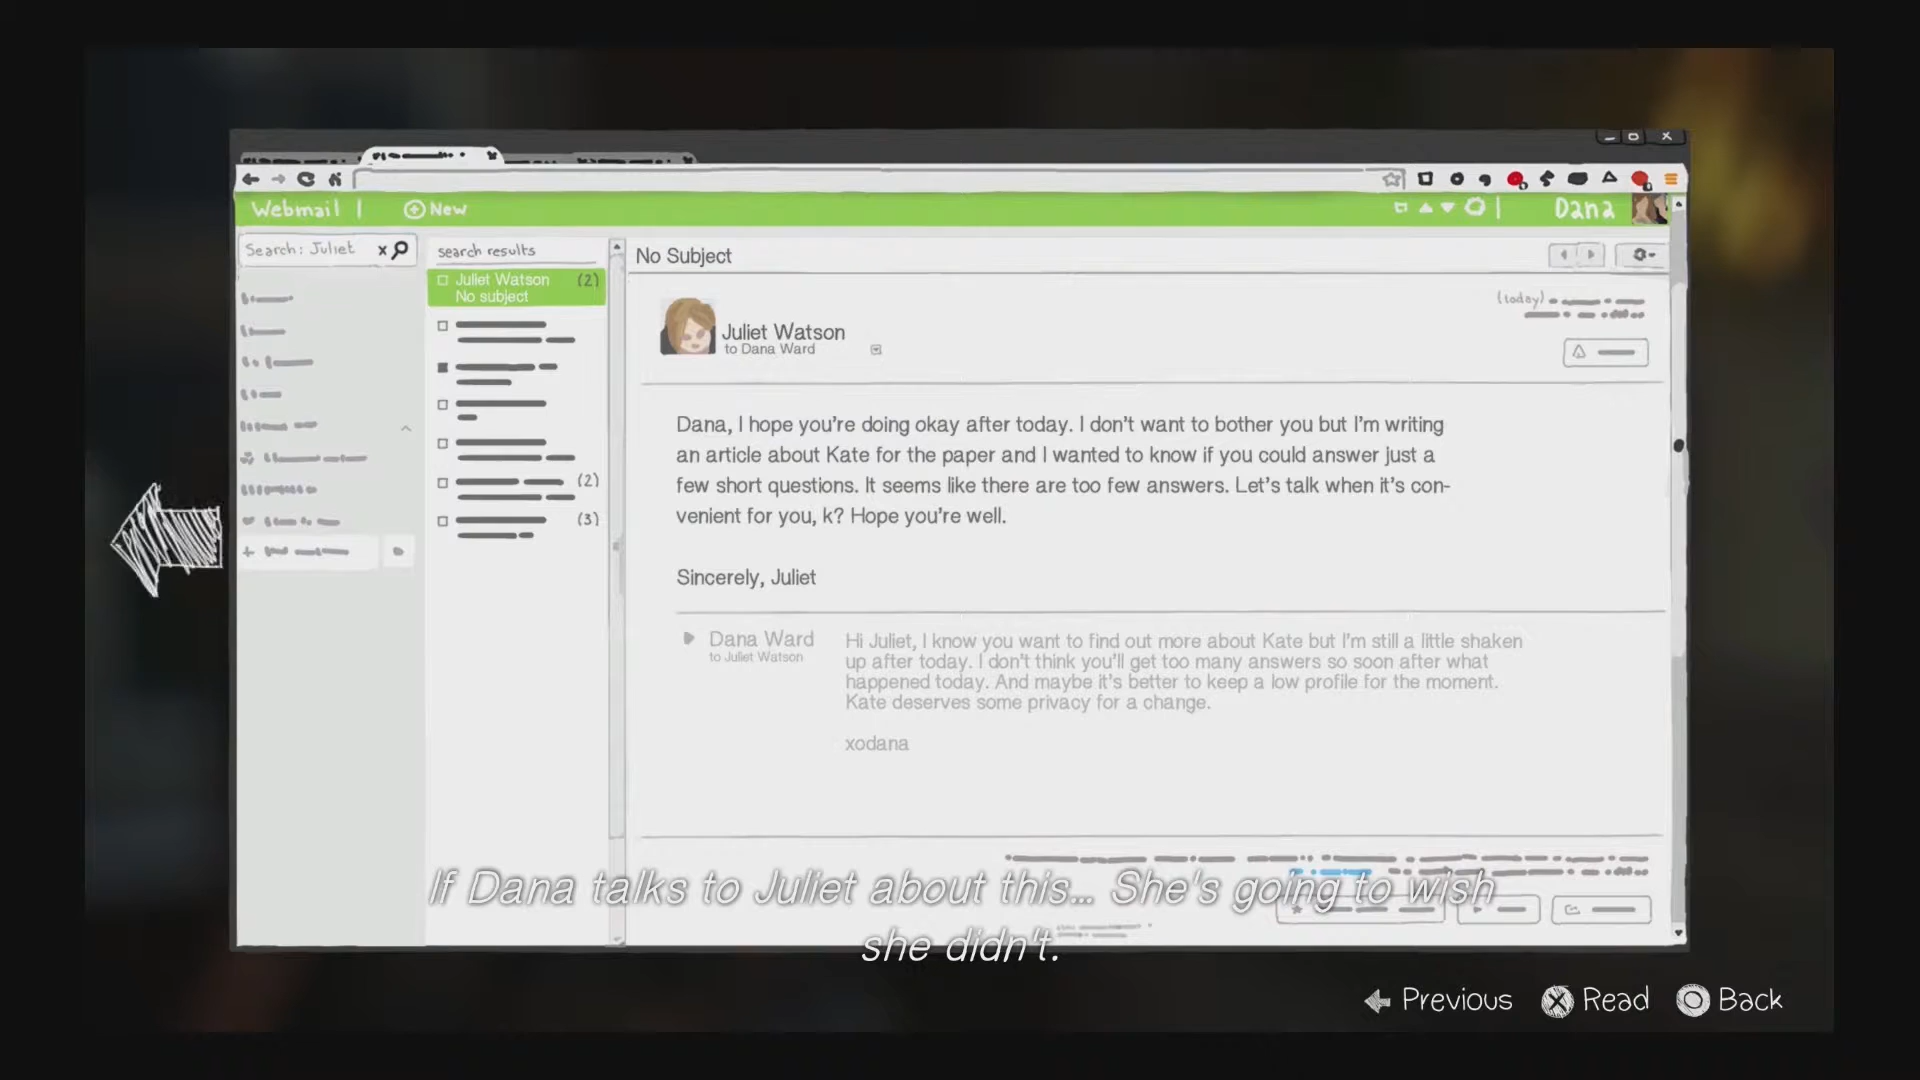 Webmail | New
Dana
Search: Juliet x
search results
Juliet Watson (2)
No subject
(2)
(3)
No Subject
(today)
Juliet Watson
to Dana Ward
Dana, I hope you're doing okay after today. I don't want to bother you but I'm writing
an article about Kate for the paper and I wanted to know if you could answer just a
few short questions. It seems like there are too few answers. Let's talk when it's con-
venient for you, k? Hope you're well.
Sincerely, Juliet
Dana Ward
to Juliet Watson
Hi Juliet, I know you want to find out more about Kate but I'm still a little shaken
up after today. I don't think you'll get too many answers so soon after what
happened today. And maybe it's better to keep a low profile for the moment.
Kate deserves some privacy for a change.
xodana
If Dana talks to Juliet about this... She's going to wish
she didn't.
Previous Read Back